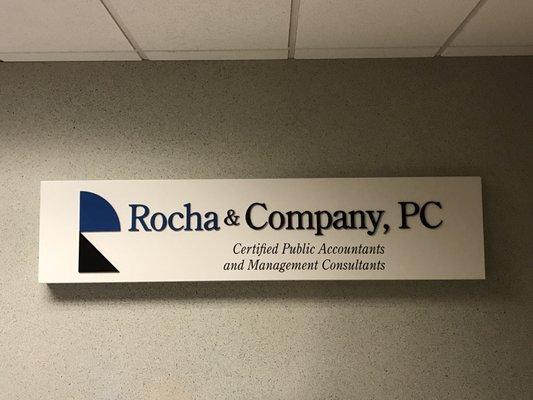 Rocha & Company, PC
Certified Public Accountants
and Management Consultants